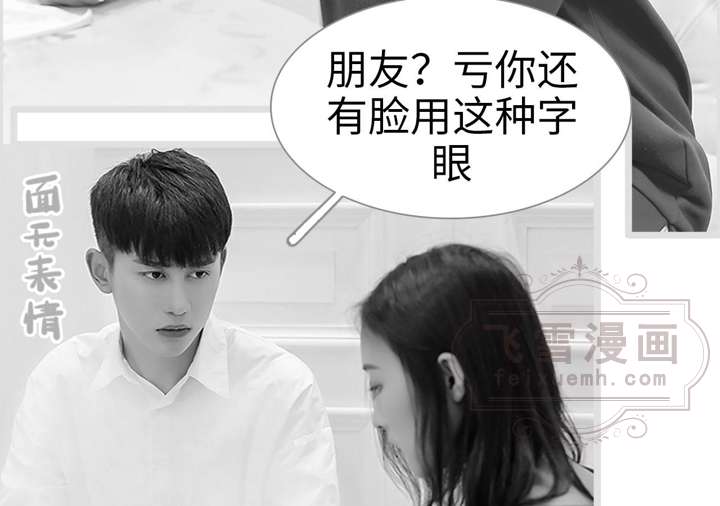 朋友？亏你还
有脸用这种字
眼
面无表情
飞雪漫画
feixuemh.com